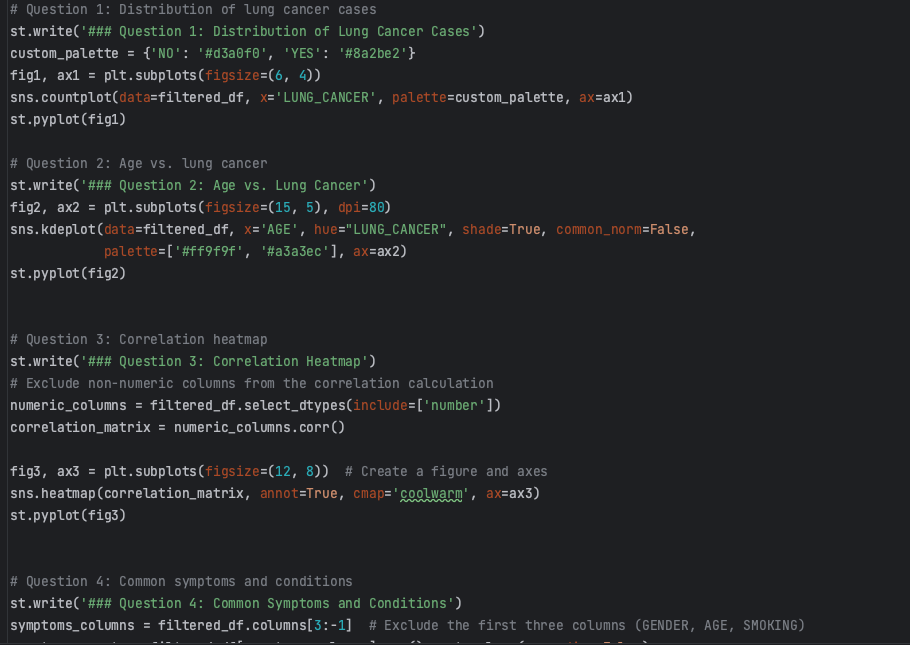 # Question 1: Distribution of lung cancer cases
st.write('### Question 1: Distribution of Lung Cancer Cases')
custom_palette = {'NO': '#d3a0f0', 'YES': '#8a2be2'}
fig1, ax1 = plt.subplots(figsize=(6, 4))
sns.countplot(data=filtered_df, x='LUNG_CANCER', palette=custom_palette, ax=ax1)
st.pyplot(fig1)
# Question 2: Age vs. lung cancer
st.write('### Question 2: Age vs. Lung Cancer')
fig2, ax2 = plt.subplots(figsize=(15, 5), dpi=80)
sns.kdeplot(data=filtered_df, x='AGE', hue="LUNG_CANCER", shade=True, common_norm=False,
            palette=['#ff9f9f', '#a3a3ec'], ax=ax2)
st.pyplot(fig2)
# Question 3: Correlation heatmap
st.write('### Question 3: Correlation Heatmap')
# Exclude non-numeric columns from the correlation calculation
numeric_columns = filtered_df.select_dtypes(include=['number'])
correlation_matrix = numeric_columns.corr()
fig3, ax3 = plt.subplots(figsize=(12, 8))  # Create a figure and axes
sns.heatmap(correlation_matrix, annot=True, cmap='coolwarm', ax=ax3)
st.pyplot(fig3)
# Question 4: Common symptoms and conditions
st.write('### Question 4: Common Symptoms and Conditions')
symptoms_columns = filtered_df.columns[3:-1]  # Exclude the first three columns (GENDER, AGE, SMOKING)